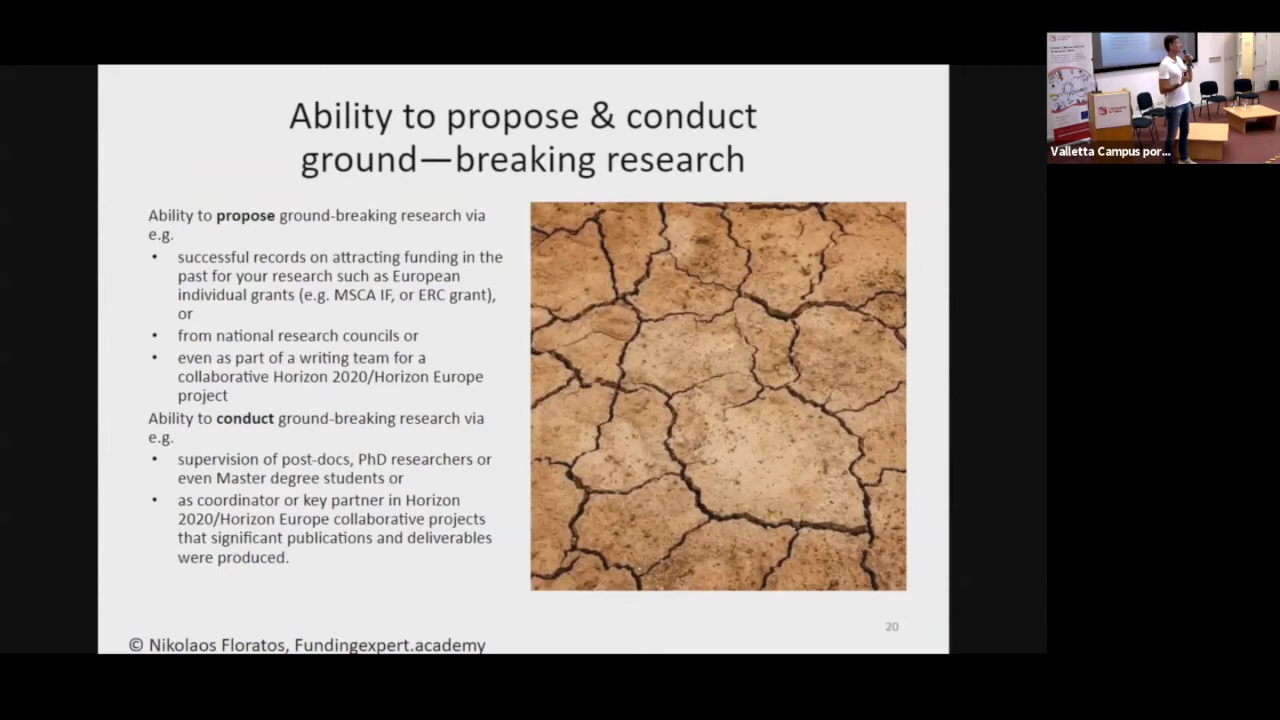 Ability to propose & conduct
ground—breaking research
Ability to propose ground-breaking research via
e.g.
• successful records on attracting funding in the
past for your research such as European
individual grants (e.g. MSCA IF, or ERC grant),
or
• from national research councils or
• even as part of a writing team for a
collaborative Horizon 2020/Horizon Europe
project
Ability to conduct ground-breaking research via
e.g.
• supervision of post-docs, PhD researchers or
even Master degree students or
• as coordinator or key partner in Horizon
2020/Horizon Europe collaborative projects
that significant publications and deliverables
were produced.
20
© Nikolaos Floratos, Fundingexpert.academy
Valletta Campus por...